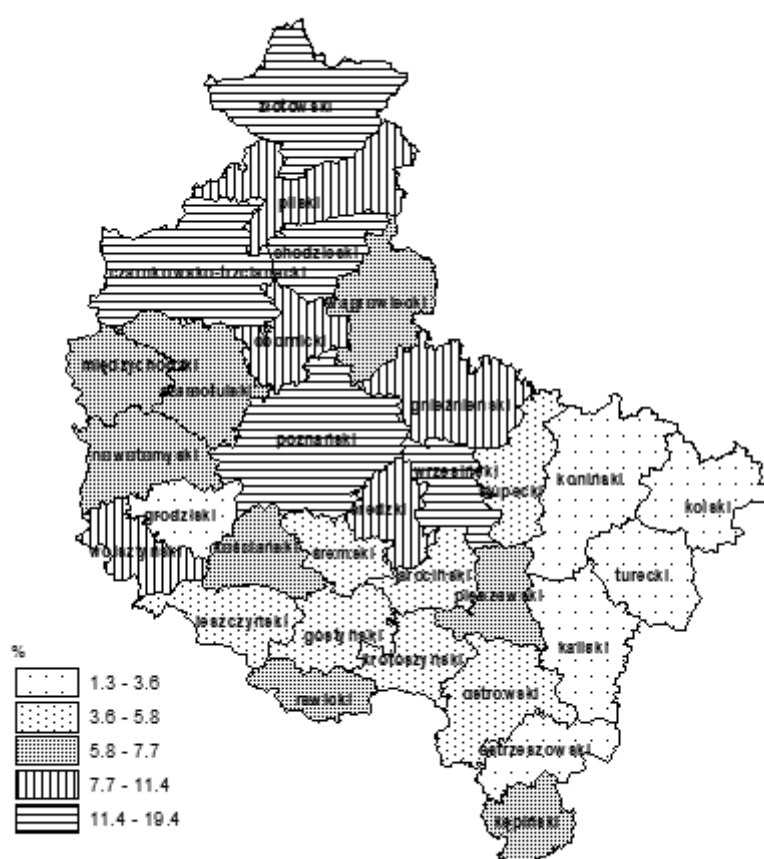 złotowski
pilski
chodzieski
czarnkowsko-trzcianecki
wągrowiecki
obornicki
międzychodzki
szamotulski
gnieźnieński
poznański
nowotomyski
wrzesiński
słupecki
koniński
kolski
średzki
grodziski
wolsztyński
kościański
śremski
jarociński
pleszewski
turecki
leszczyński
gostyński
krotoszyński
kaliski
rawicki
ostrowski
ostrzeszowski
kępiński
%
1.3 - 3.6
3.6 - 5.8
5.8 - 7.7
7.7 - 11.4
11.4 - 19.4